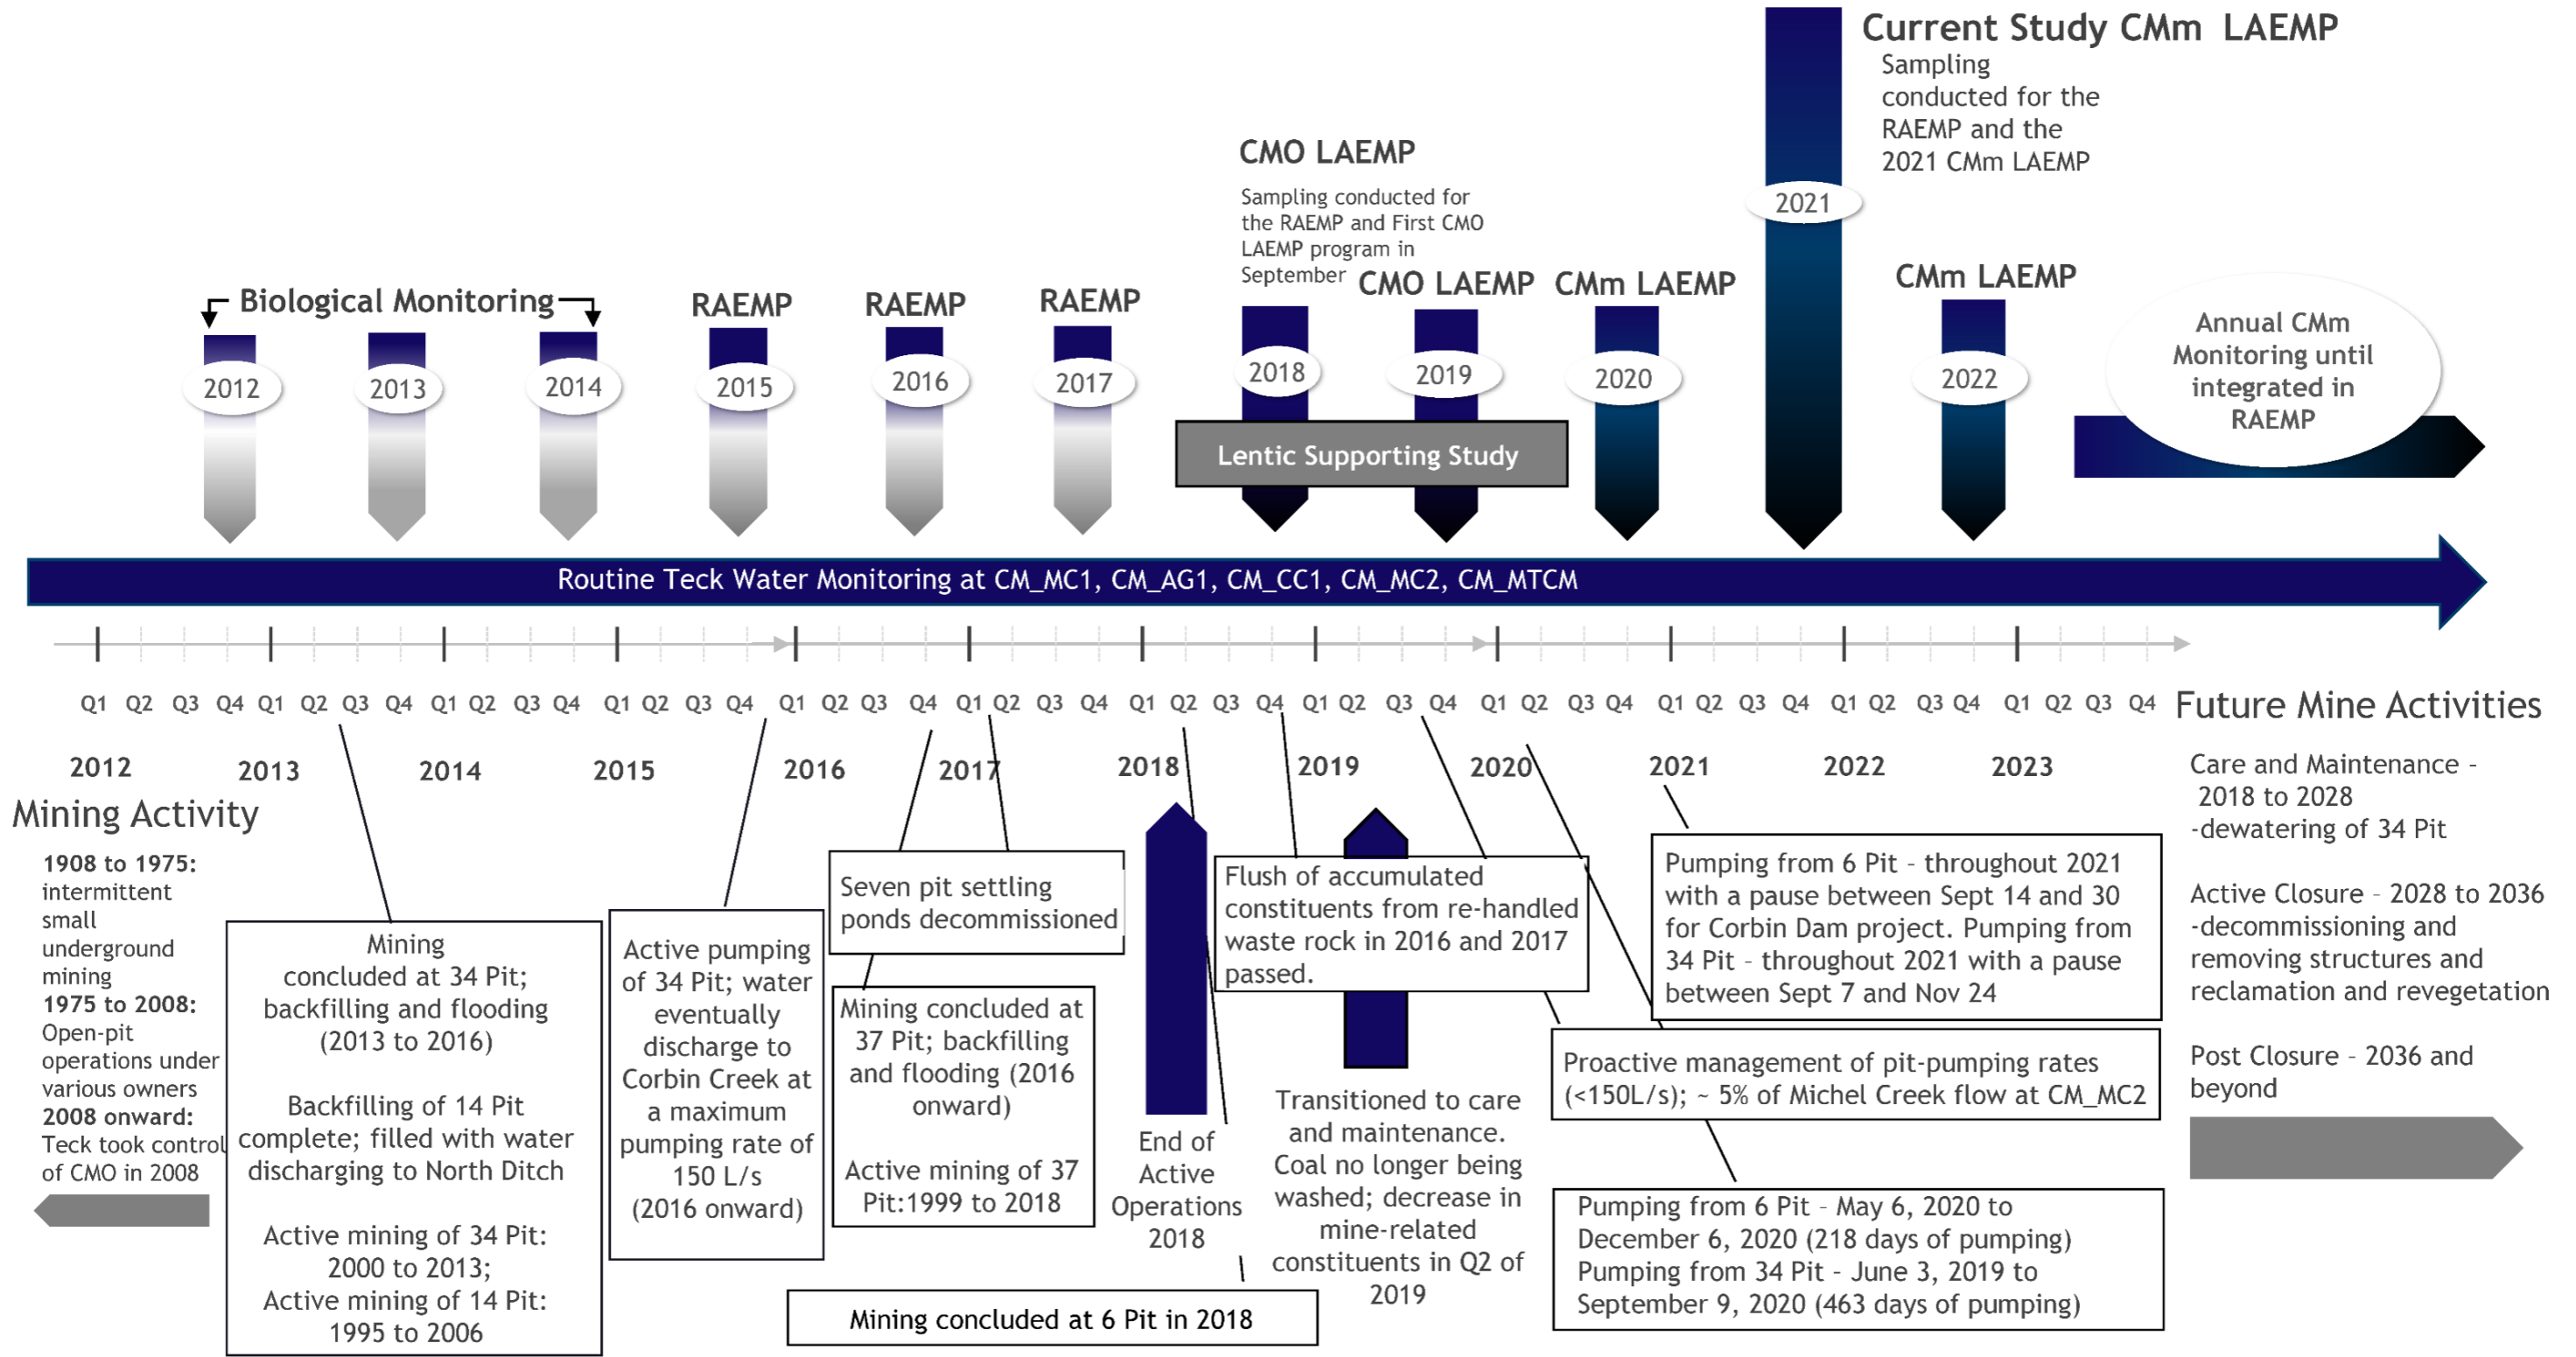 Current Study CMm LAEMP
Sampling
conducted for the
RAEMP and the
2021 CMm LAEMP
CMO LAEMP
Sampling conducted for
the RAEMP and First CMO
LAEMP program in
September
Biological Monitoring
RAEMP
RAEMP
RAEMP
CMO LAEMP
CMm LAEMP
CMm LAEMP
2012
2013
2014
2015
2016
2017
2018
2019
2020
2021
2022
Annual CMm
Monitoring until
integrated in
RAEMP
Lentic Supporting Study
Routine Teck Water Monitoring at CM_MC1, CM_AG1, CM_CC1, CM_MC2, CM_MTCM
Q1 Q2 Q3 Q4 Q1 Q2 Q3 Q4 Q1 Q2 Q3 Q4 Q1 Q2 Q3 Q4 Q1 Q2 Q3 Q4 Q1 Q2 Q3 Q4 Q1 Q2 Q3 Q4 Q1 Q2 Q3 Q4 Q1 Q2 Q3 Q4 Q1 Q2 Q3 Q4 Q1 Q2 Q3 Q4 Q1 Q2 Q3 Q4
2012 2013 2014 2015 2016 2017 2018 2019 2020 2021 2022 2023
Mining Activity
1908 to 1975:
intermittent
small
underground
mining
1975 to 2008:
Open-pit
operations under
various owners
2008 onward:
Teck took control
of CMO in 2008
Mining
concluded at 34 Pit;
backfilling and flooding
(2013 to 2016)
Backfilling of 14 Pit
complete; filled with water
discharging to North Ditch
Active mining of 34 Pit:
2000 to 2013;
Active mining of 14 Pit:
1995 to 2006
Active pumping
of 34 Pit; water
eventually
discharge to
Corbin Creek at
a maximum
pumping rate of
150 L/s
(2016 onward)
Seven pit settling
ponds decommissioned
Mining concluded at
37 Pit; backfilling
and flooding (2016
onward)
Active mining of 37
Pit:1999 to 2018
End of
Active
Operations
2018
Mining concluded at 6 Pit in 2018
Flush of accumulated
constituents from re-handled
waste rock in 2016 and 2017
passed.
Transitioned to care
and maintenance.
Coal no longer being
washed; decrease in
mine-related
constituents in Q2 of
2019
Pumping from 6 Pit - throughout 2021
with a pause between Sept 14 and 30
for Corbin Dam project. Pumping from
34 Pit - throughout 2021 with a pause
between Sept 7 and Nov 24
Proactive management of pit-pumping rates
(<150L/s); ~ 5% of Michel Creek flow at CM_MC2
Pumping from 6 Pit - May 6, 2020 to
December 6, 2020 (218 days of pumping)
Pumping from 34 Pit - June 3, 2019 to
September 9, 2020 (463 days of pumping)
Future Mine Activities
Care and Maintenance -
2018 to 2028
-dewatering of 34 Pit
Active Closure - 2028 to 2036
-decommissioning and
removing structures and
reclamation and revegetation
Post Closure - 2036 and
beyond